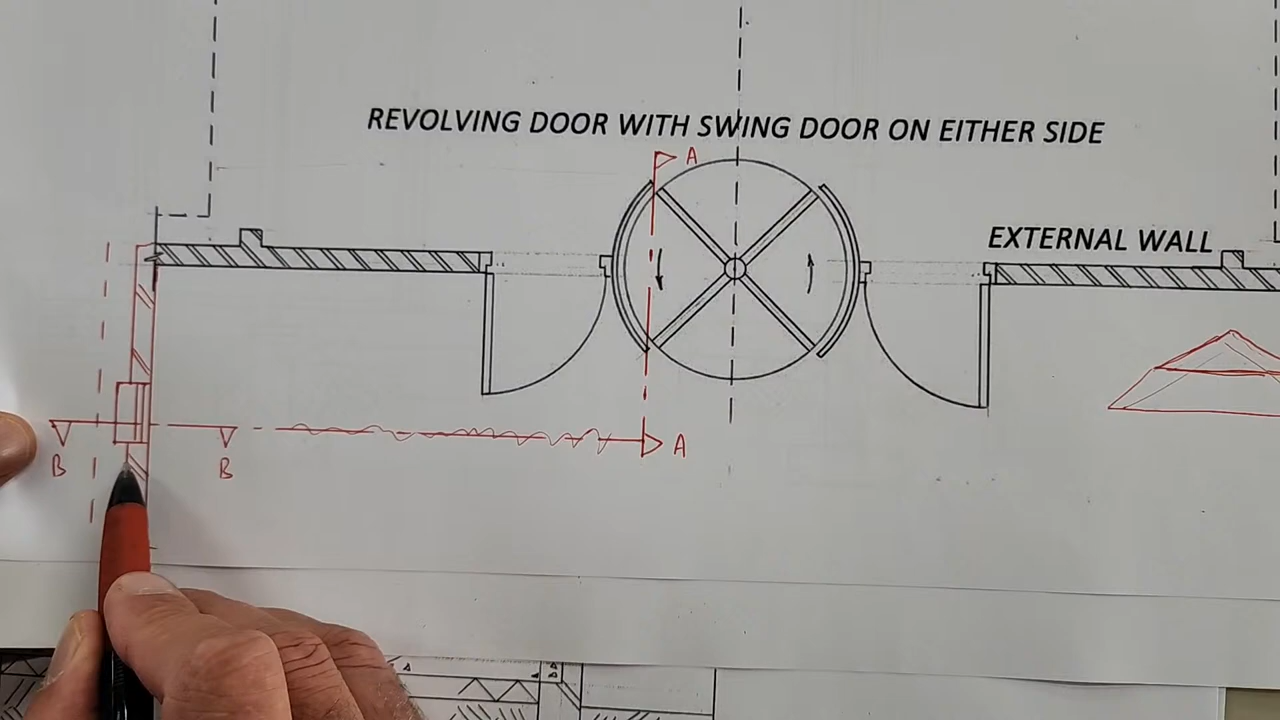 REVOLVING DOOR WITH SWING DOOR ON EITHER SIDE
A
EXTERNAL WALL
A
B
B